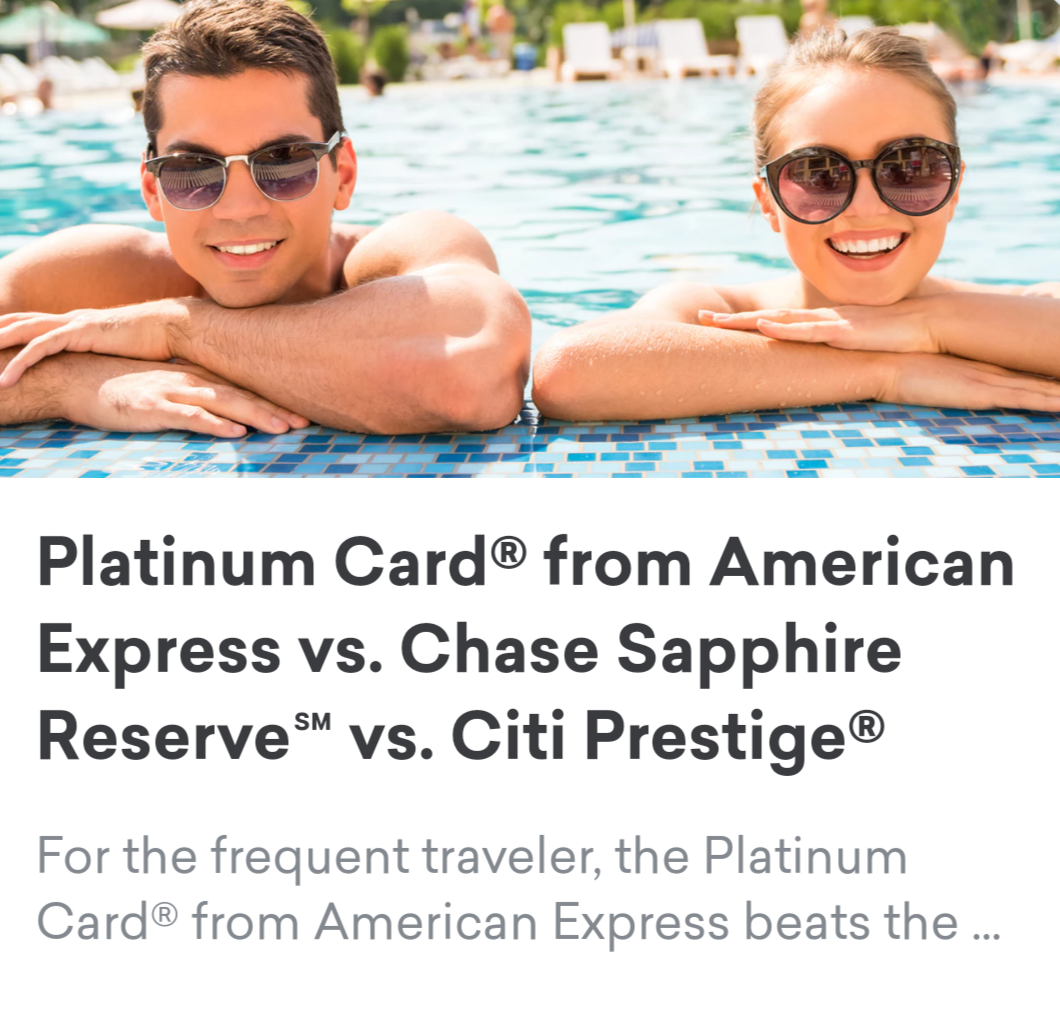 Platinum Card® from American
Express vs. Chase Sapphire
Reserve℠ vs. Citi Prestige®
For the frequent traveler, the Platinum
Card® from American Express beats the ...